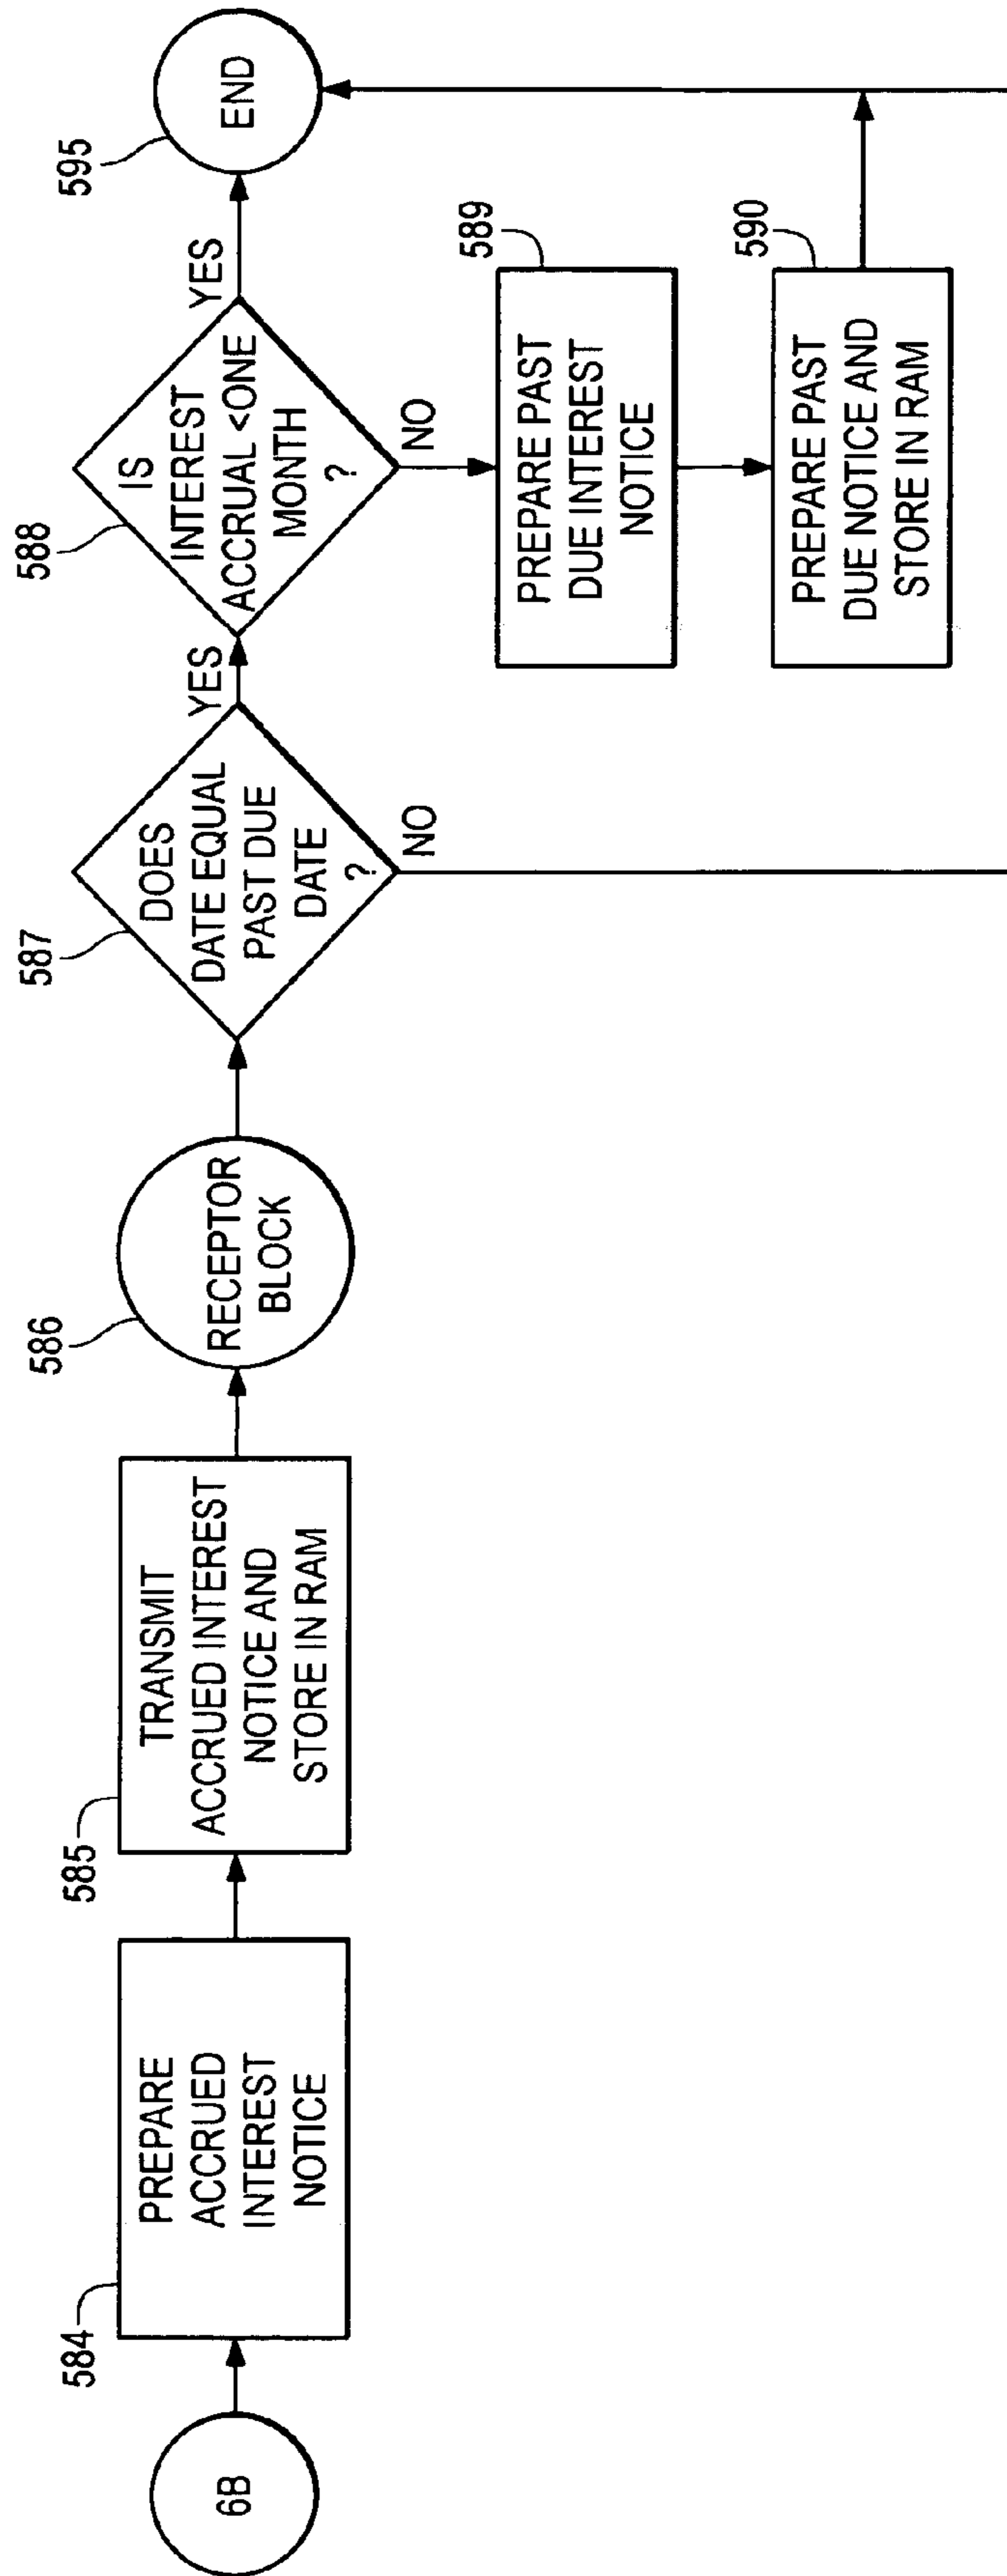 6B
584
PREPARE
ACCRUED
INTEREST
NOTICE
585
TRANSMIT
ACCRUED INTEREST
NOTICE AND
STORE IN RAM
586
RECEPTOR
BLOCK
587
DOES
DATE EQUAL
PAST DUE
DATE
?
YES
NO
588
IS
INTEREST
ACCRUAL <ONE
MONTH
?
YES
NO
595
END
589
PREPARE PAST
DUE INTEREST
NOTICE
590
PREPARE PAST
DUE NOTICE AND
STORE IN RAM